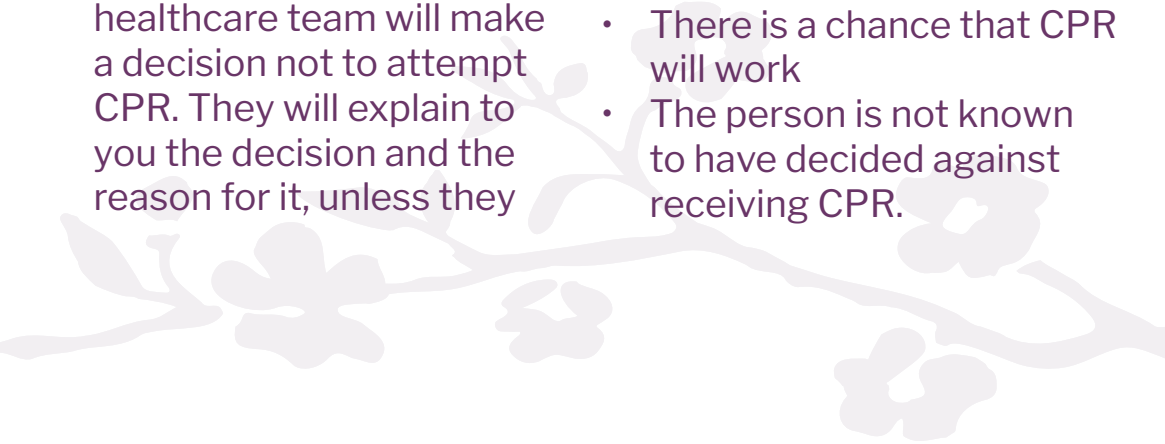 healthcare team will make
a decision not to attempt
CPR. They will explain to
you the decision and the
reason for it, unless they
• There is a chance that CPR
will work
• The person is not known
to have decided against
receiving CPR.